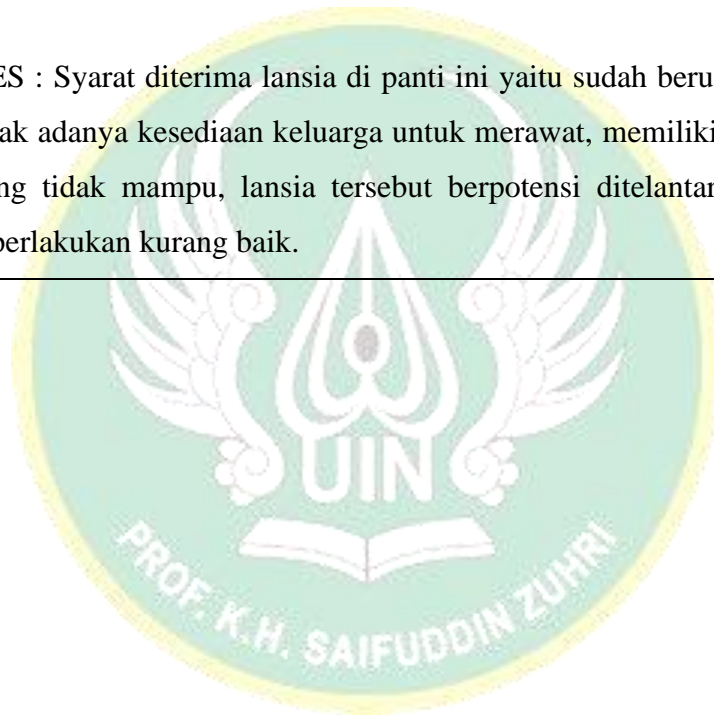 ES : Syarat diterima lansia di panti ini yaitu sudah beru
ak adanya kesediaan keluarga untuk merawat, memiliki
ng tidak mampu, lansia tersebut berpotensi ditelantar
perlakukan kurang baik.
UIN
PROF. K.H. SAIFUDDIN ZUHRI